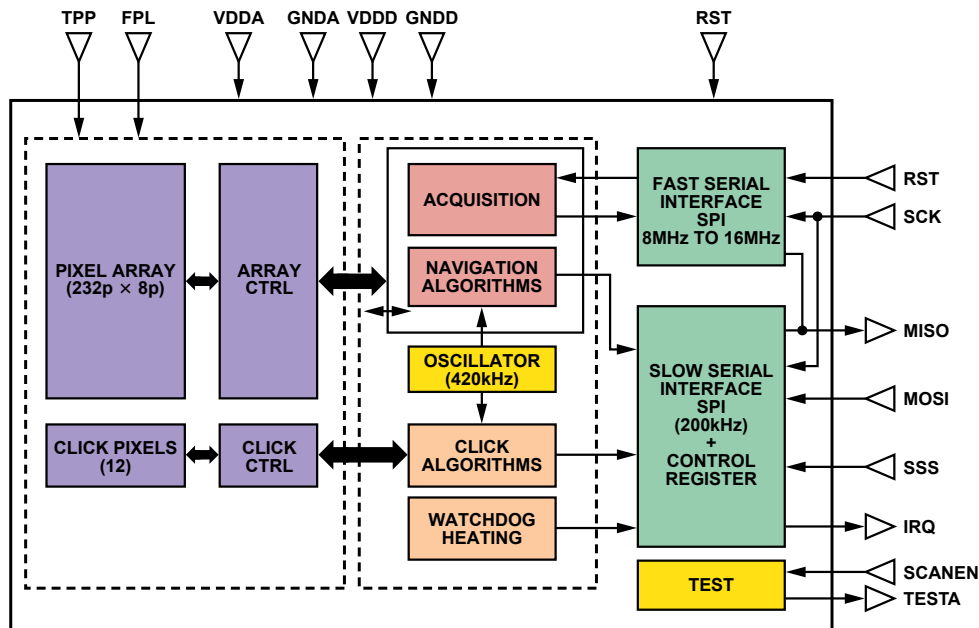 TPP FPL VDDA GNDA VDDD GNDD RST
PIXEL ARRAY
(232p × 8p)
ARRAY
CTRL
CLICK PIXELS
(12)
CLICK
CTRL
ACQUISITION
NAVIGATION
ALGORITHMS
OSCILLATOR
(420kHz)
CLICK
ALGORITHMS
WATCHDOG
HEATING
FAST SERIAL
INTERFACE
SPI
8MHz TO 16MHz
SLOW SERIAL
INTERFACE
SPI
(200kHz)
+
CONTROL
REGISTER
TEST
RST
SCK
MISO
MOSI
SSS
IRQ
SCANEN
TESTA